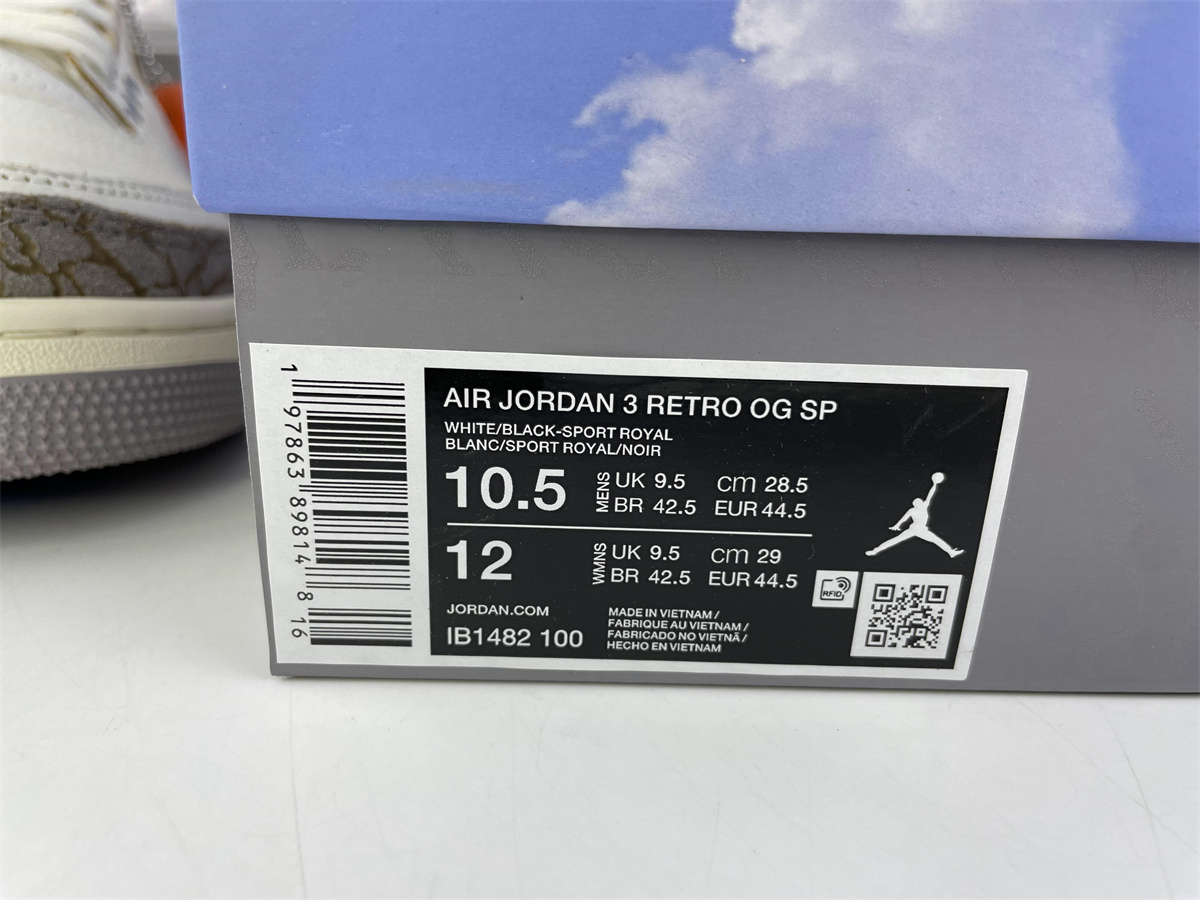 AIR JORDAN 3 RETRO OG SP
WHITE/BLACK-SPORT ROYAL
BLANC/SPORT ROYAL/NOIR
10.5 MENS UK 9.5 cm 28.5
BR 42.5 EUR 44.5
12 WMNS UK 9.5 cm 29
BR 42.5 EUR 44.5
RFID
JORDAN.COM
IB1482 100
MADE IN VIETNAM /
FABRIQUE AU VIETNAM /
FABRICADO NO VIETNÃ /
HECHO EN VIETNAM
1 97863 89814 8 16